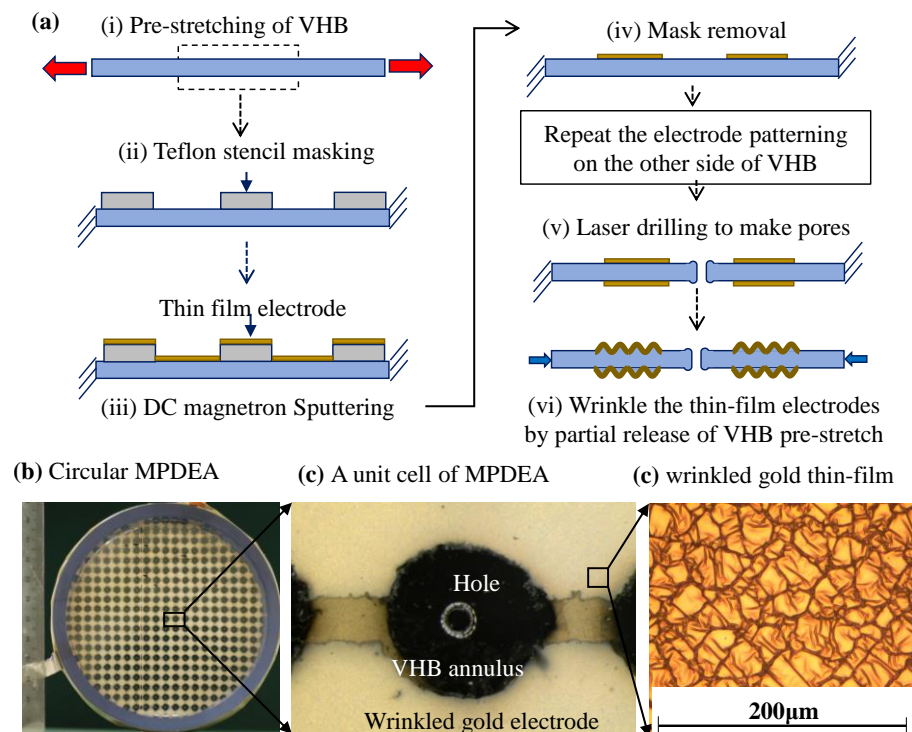 (a)
(i) Pre-stretching of VHB
(ii) Teflon stencil masking
Thin film electrode
(iii) DC magnetron Sputtering
(iv) Mask removal
Repeat the electrode patterning
on the other side of VHB
(v) Laser drilling to make pores
(vi) Wrinkle the thin-film electrodes
by partial release of VHB pre-stretch
(b) Circular MPDEA
(c) A unit cell of MPDEA
Hole
VHB annulus
Wrinkled gold electrode
(c) wrinkled gold thin-film
200μm